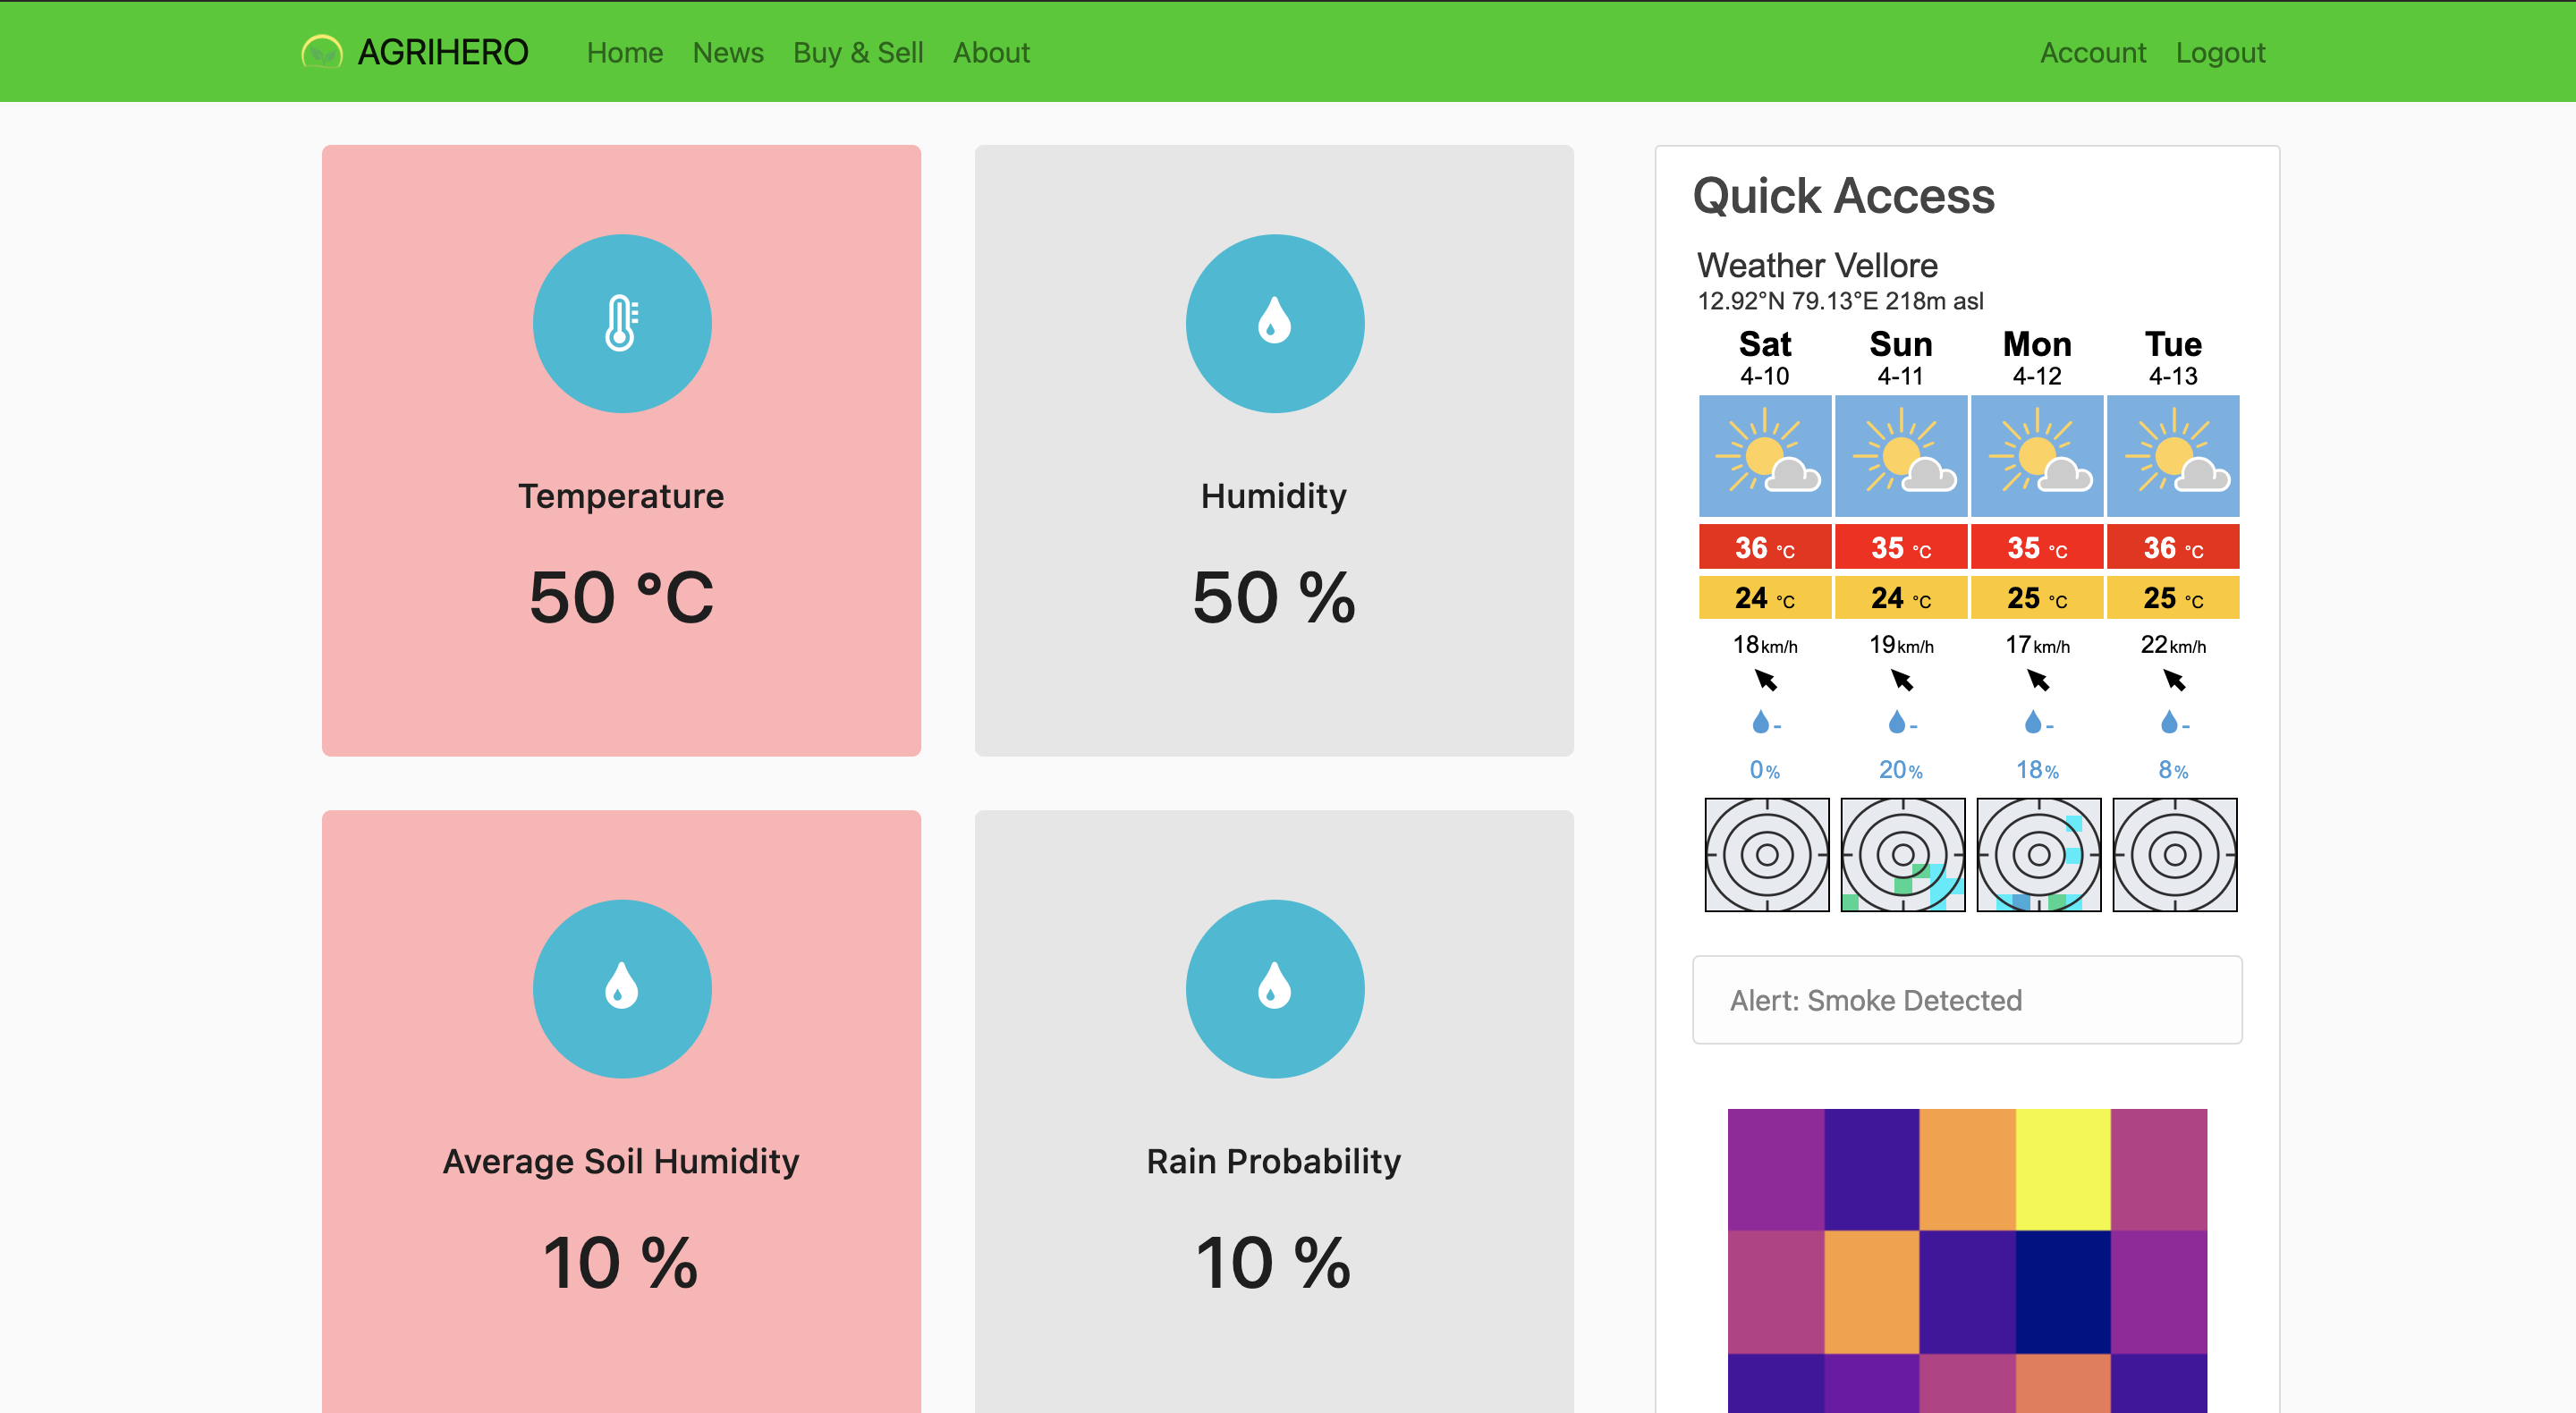 AGRIHERO Home News Buy & Sell About Account Logout
Temperature
50 °C
Humidity
50 %
Average Soil Humidity
10 %
Rain Probability
10 %
Quick Access
Weather Vellore
12.92°N 79.13°E 218m asl
Sat Sun Mon Tue
4-10 4-11 4-12 4-13
36 °C 35 °C 35 °C 36 °C
24 °C 24 °C 25 °C 25 °C
18 km/h 19 km/h 17 km/h 22 km/h
- - - -
0% 20% 18% 8%
Alert: Smoke Detected